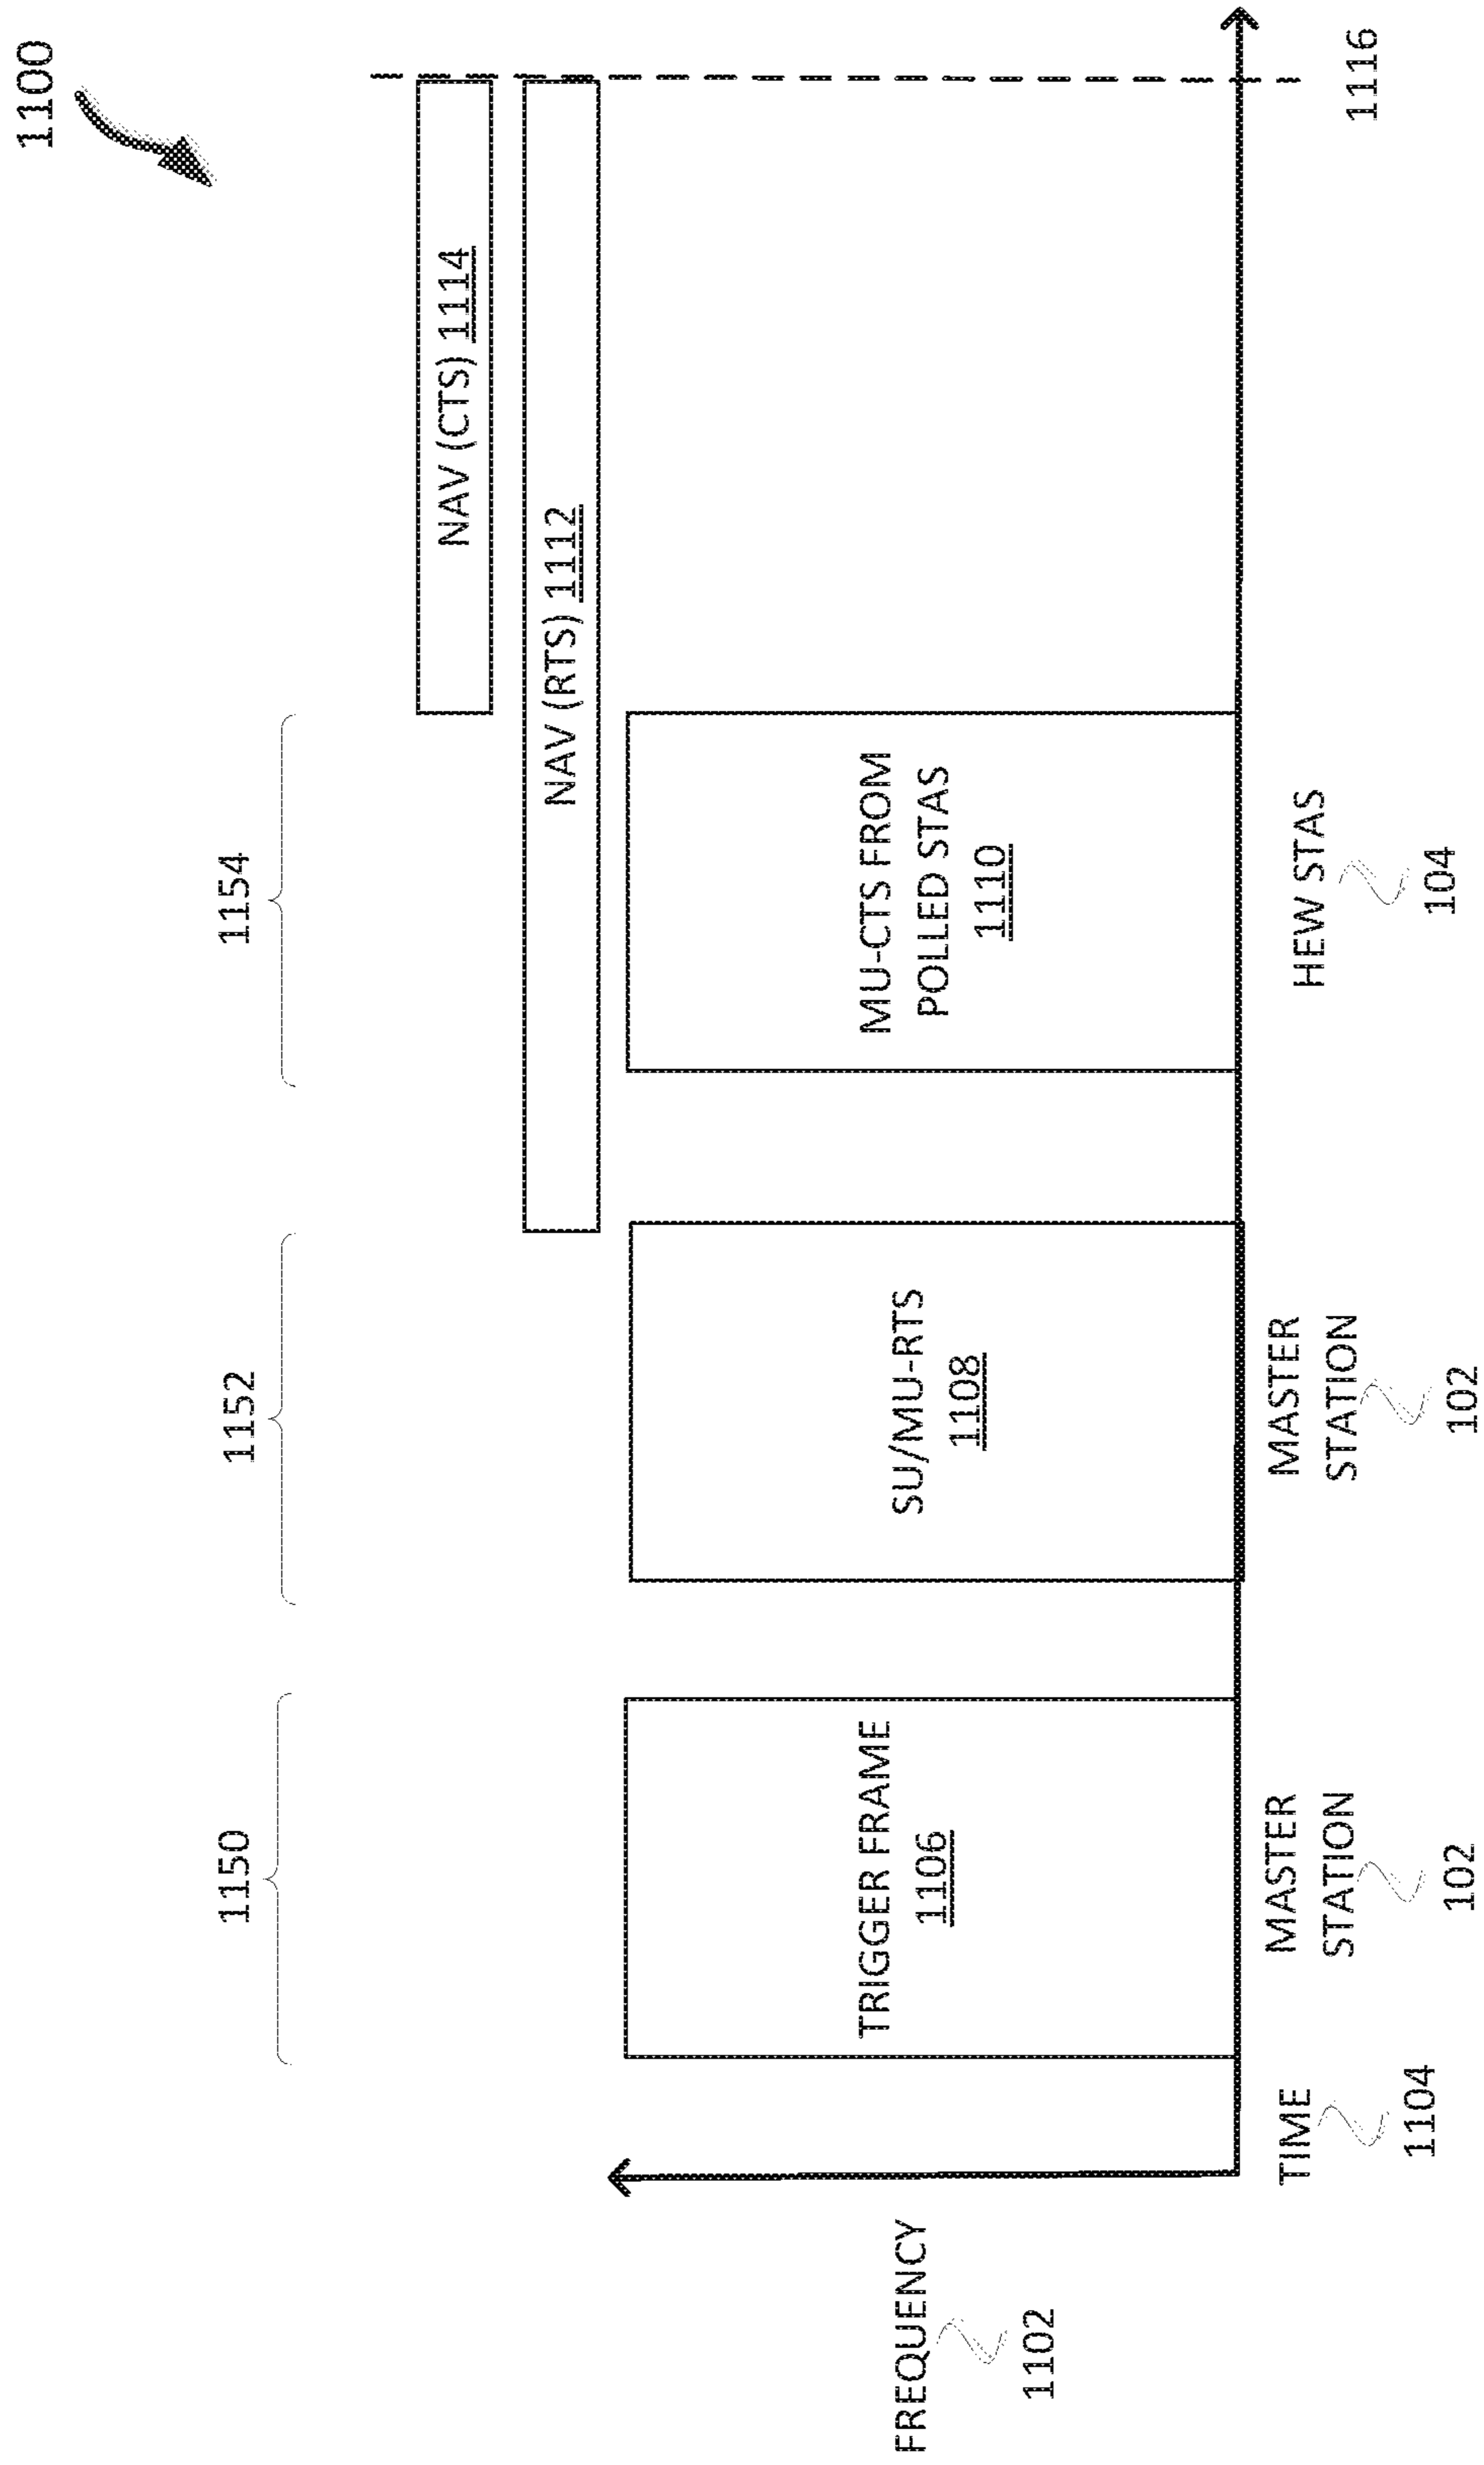 1100
1150
1152
1154
NAV (CTS) 1114
NAV (RTS) 1112
FREQUENCY
1102
TRIGGER FRAME
1106
SU/MU-RTS
1108
MU-CTS FROM
POLLED STAS
1110
TIME
1104
MASTER
STATION
102
MASTER
STATION
102
HEW STAS
104
1116